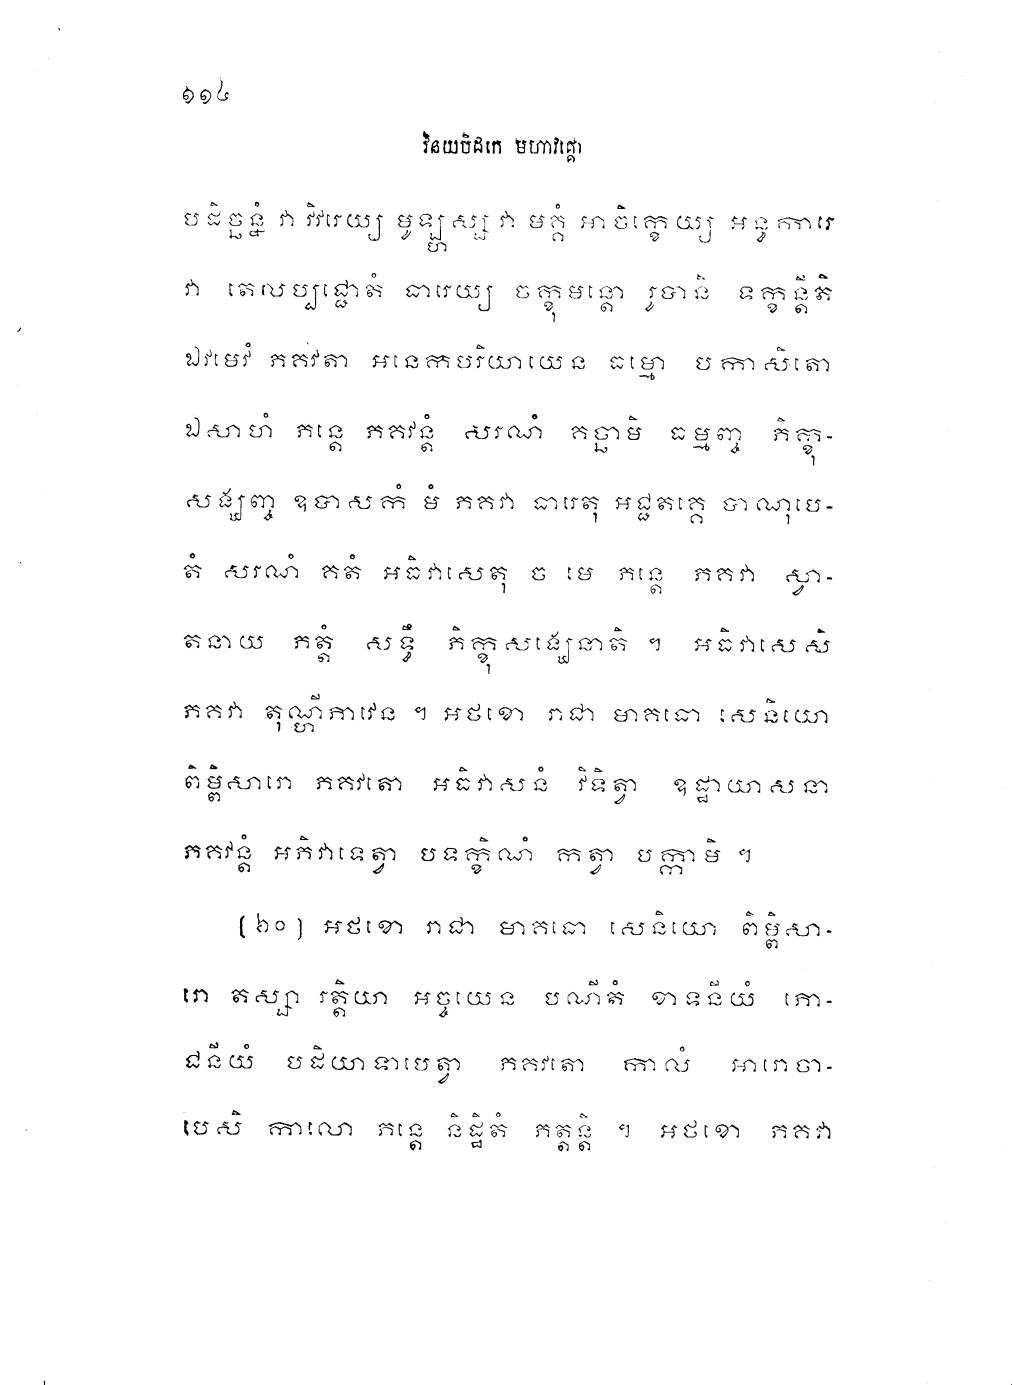 ១១៤
វិនយបិដកេ មហាវគ្គោ
បដិច្ឆន្នំ វា វិវរេយ្យ មូឡ្ហស្ស វា មគ្គំ អាចិក្ខេយ្យ អន្ធការេ
វា តេលប្បជ្ជោតំ ធារេយ្យ ចក្ខុមន្តោ រូបានិ ទក្ខន្តីតិ
ឯវមេវំ ភគវតា អនេកបរិយាយេន ធម្មោ បកាសិតោ
ឯសាហំ ភន្តេ ភគវន្តំ សរណំ គច្ឆាមិ ធម្មញ្ច ភិក្ខុ-
សង្ឃញ្ច ឧបាសកំ មំ ភគវា ធារេតុ អជ្ជតគ្គេ បាណុបេ-
តំ សរណំ គតំ អធិវាសេតុ ច មេ ភន្តេ ភគវា ស្វា-
តនាយ ភត្តំ សទ្ធឹ ភិក្ខុសង្ឃេនាតិ ។ អធិវាសេសិ
ភគវា តុណ្ហីភាវេន ។ អថខោ រាជា មាគធោ សេនិយោ
ពិម្ពិសារោ ភគវតោ អធិវាសនំ វិទិត្វា ឧដ្ឋាយាសនា
ភគវន្តំ អភិវាទេត្វា បទក្ខិណំ កត្វា បក្កាមិ ។
(៦០) អថខោ រាជា មាគធោ សេនិយោ ពិម្ពិសា-
រោ តស្សា រត្តិយា អច្ចយេន បណីតំ ខាទនីយំ ភោ-
ជនីយំ បដិយាទាបេត្វា ភគវតោ កាលំ អារោចា-
បេសិ កាលោ ភន្តេ និដ្ឋិតំ ភត្តន្តិ ។ អថខោ ភគវា